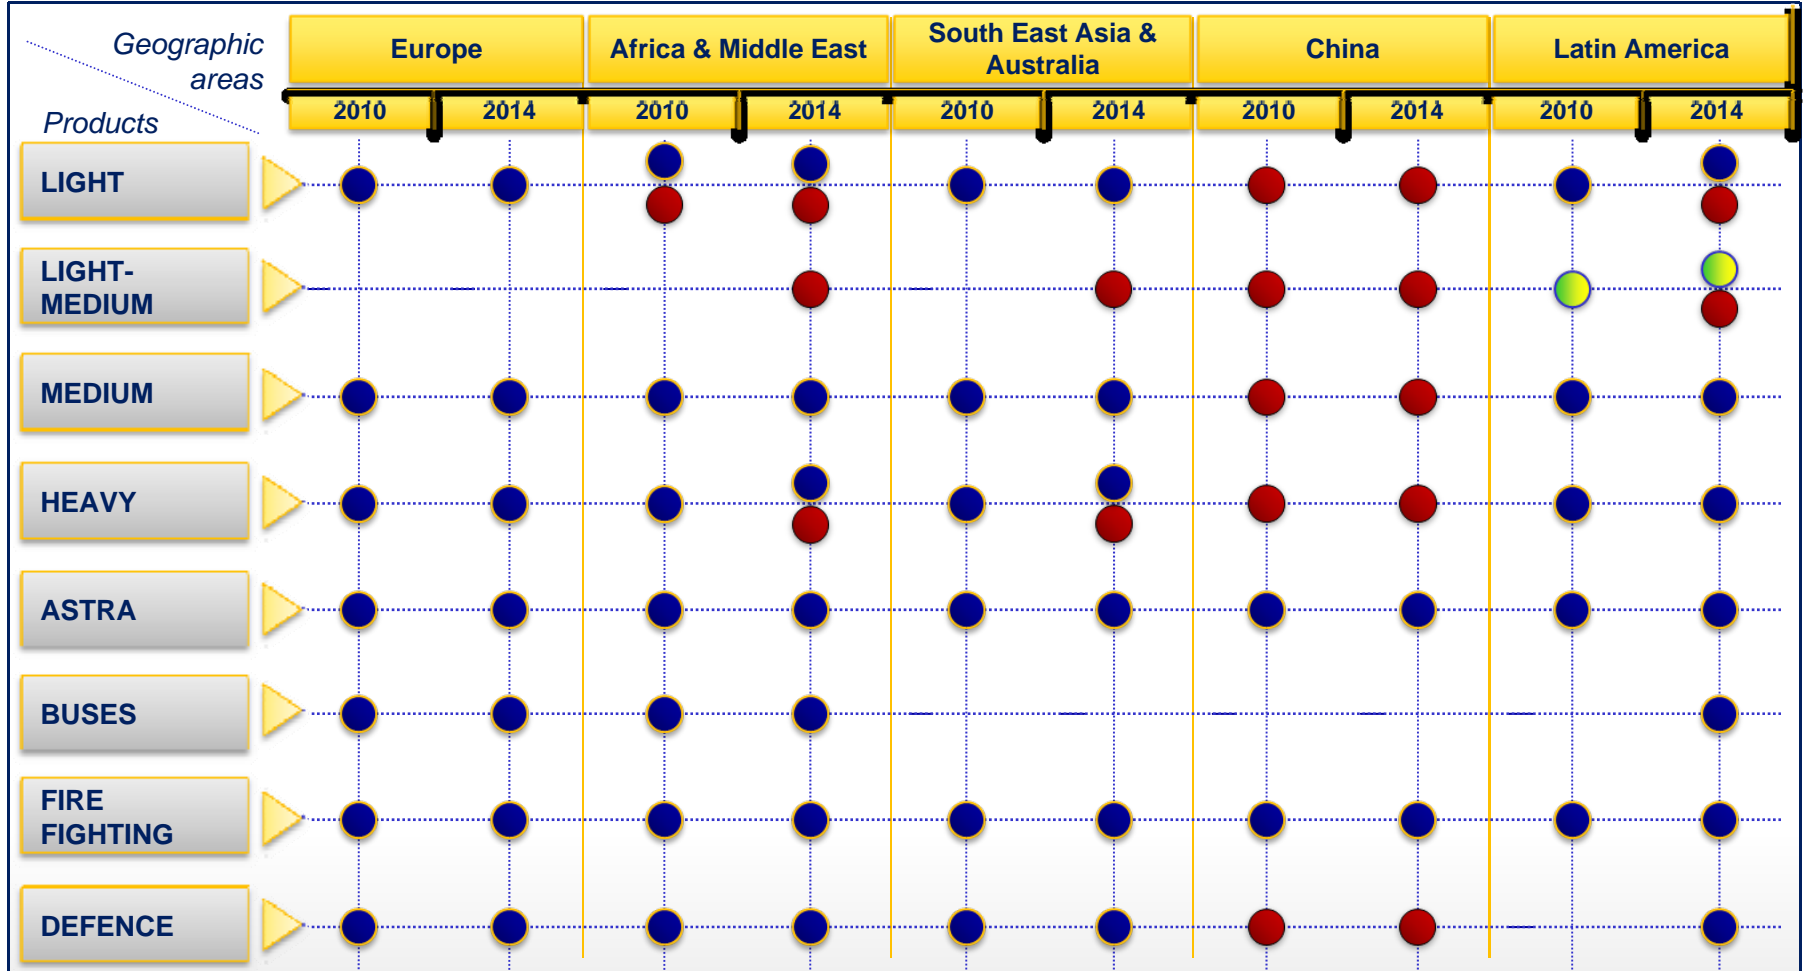 Geographic
areas
Products
Europe
Africa & Middle East
South East Asia &
Australia
China
Latin America
2010 2014 2010 2014 2010 2014 2010 2014 2010 2014
LIGHT
LIGHT-
MEDIUM
MEDIUM
HEAVY
ASTRA
BUSES
FIRE
FIGHTING
DEFENCE